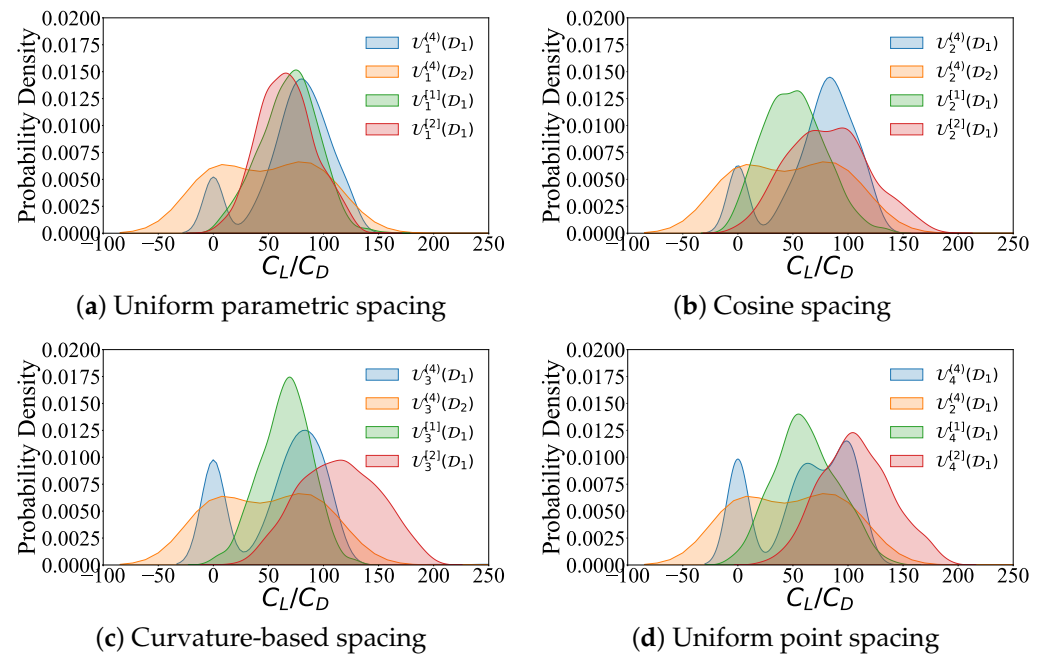 0.0200
0.0175
0.0150
0.0125
0.0100
0.0075
0.0050
0.0025
0.0000
Probability Density
𝒰₁⁽⁴⁾(𝒟₁)
𝒰₁⁽⁴⁾(𝒟₂)
𝒰₁[1](𝒟₁)
𝒰₁[2](𝒟₁)
−100 −50 0 50 100 150 200 250
C_L/C_D
(a) Uniform parametric spacing
0.0200
0.0175
0.0150
0.0125
0.0100
0.0075
0.0050
0.0025
0.0000
Probability Density
𝒰₂⁽⁴⁾(𝒟₁)
𝒰₂⁽⁴⁾(𝒟₂)
𝒰₂[1](𝒟₁)
𝒰₂[2](𝒟₁)
−100 −50 0 50 100 150 200 250
C_L/C_D
(b) Cosine spacing
0.0200
0.0175
0.0150
0.0125
0.0100
0.0075
0.0050
0.0025
0.0000
Probability Density
𝒰₃⁽⁴⁾(𝒟₁)
𝒰₃⁽⁴⁾(𝒟₂)
𝒰₃[1](𝒟₁)
𝒰₃[2](𝒟₁)
−100 −50 0 50 100 150 200 250
C_L/C_D
(c) Curvature-based spacing
0.0200
0.0175
0.0150
0.0125
0.0100
0.0075
0.0050
0.0025
0.0000
Probability Density
𝒰₄⁽⁴⁾(𝒟₁)
𝒰₂⁽⁴⁾(𝒟₁)
𝒰₄[1](𝒟₁)
𝒰₄[2](𝒟₁)
−100 −50 0 50 100 150 200 250
C_L/C_D
(d) Uniform point spacing